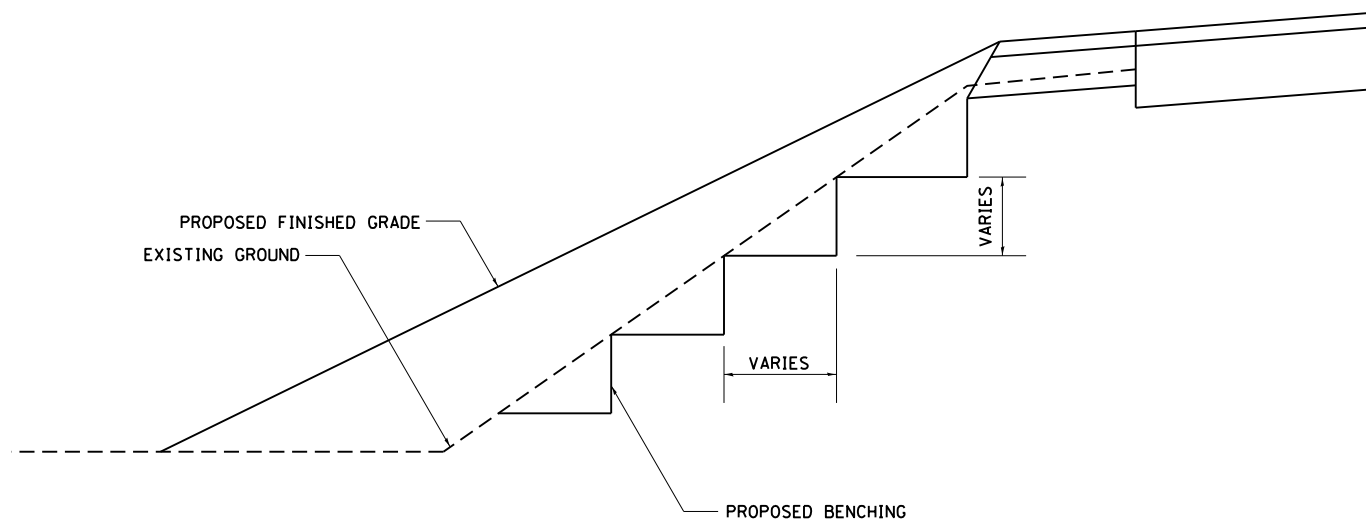 PROPOSED FINISHED GRADE
EXISTING GROUND
VARIES
VARIES
PROPOSED BENCHING